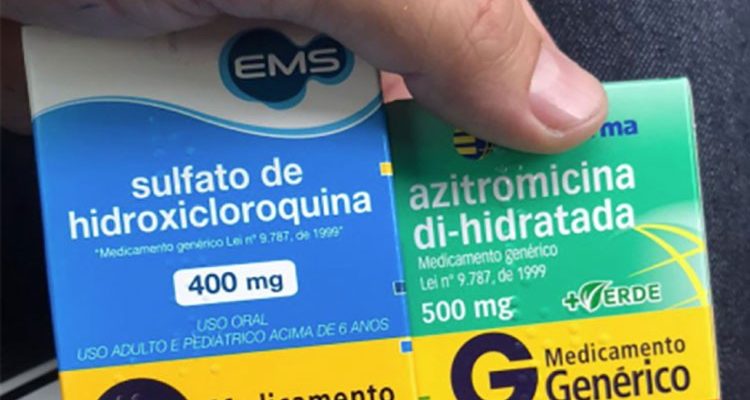 EMS
sulfato de
hidroxicloroquina
"Medicamento genérico Lei nº 9.787, de 1999"
400 mg
USO ORAL
USO ADULTO E PEDIÁTRICO ACIMA DE 6 ANOS
Medicamento
ma
azitromicina
di-hidratada
Medicamento genérico
Lei nº 9.787, de 1999
500 mg
+VERDE
G
Medicamento
Genérico